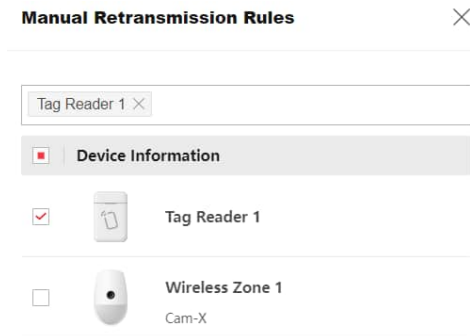 Manual Retransmission Rules
Tag Reader 1
Device Information
Tag Reader 1
Wireless Zone 1
Cam-X